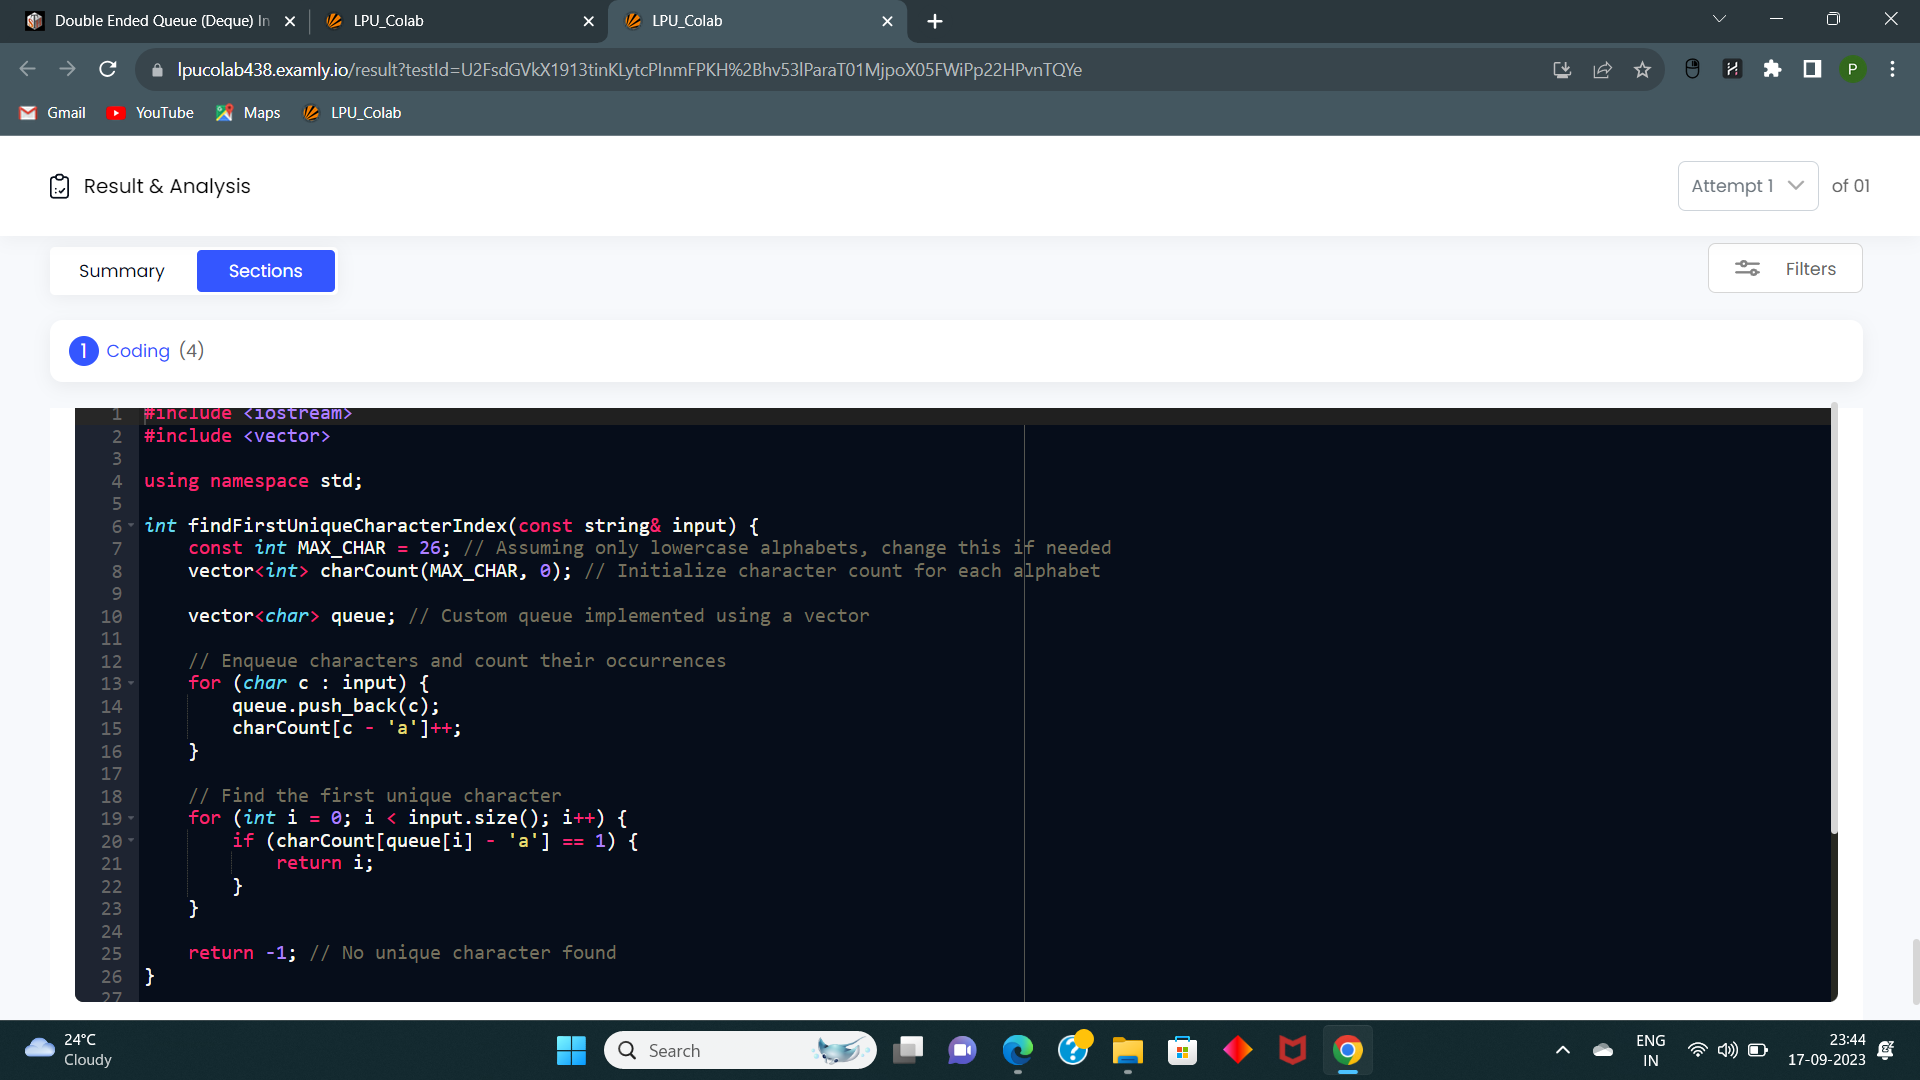 Double Ended Queue (Deque) In
LPU_Colab
LPU_Colab
lpucolab438.examly.io/result?testId=U2FsdGVkX1913tinKLytcPInmFPKH%2Bhv53lParaT01MjpoX05FWiPp22HPvnTQYe
P
Gmail
YouTube
Maps
LPU_Colab
Result & Analysis
Attempt 1
of 01
Summary
Sections
Filters
1 Coding (4)
1 #include <iostream>
2 #include <vector>
3
4 using namespace std;
5
6 int findFirstUniqueCharacterIndex(const string& input) {
7 const int MAX_CHAR = 26; // Assuming only lowercase alphabets, change this if needed
8 vector<int> charCount(MAX_CHAR, 0); // Initialize character count for each alphabet
9
10 vector<char> queue; // Custom queue implemented using a vector
11
12 // Enqueue characters and count their occurrences
13 for (char c : input) {
14 queue.push_back(c);
15 charCount[c - 'a']++;
16 }
17
18 // Find the first unique character
19 for (int i = 0; i < input.size(); i++) {
20 if (charCount[queue[i] - 'a'] == 1) {
21 return i;
22 }
23 }
24
25 return -1; // No unique character found
26 }
27
24°C
Cloudy
Search
ENG
IN
23:44
17-09-2023